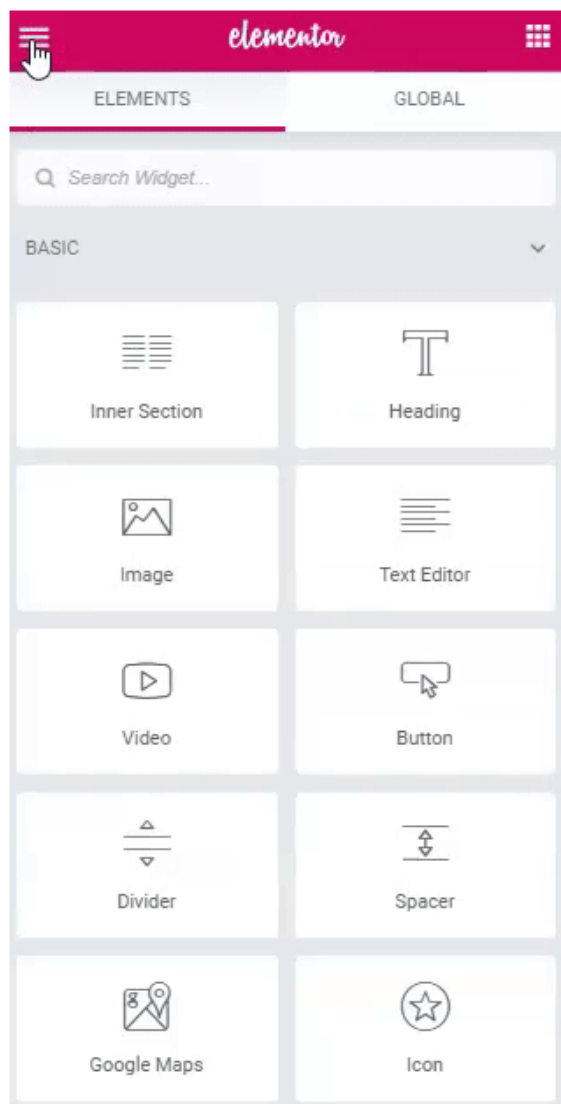 elementor
ELEMENTS GLOBAL
Search Widget...
BASIC
Inner Section Heading
Image Text Editor
Video Button
Divider Spacer
Google Maps Icon